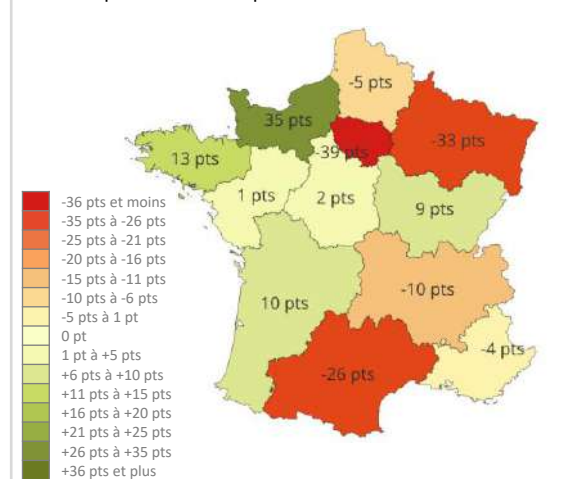 -5 pts
35 pts
-39 pts
-33 pts
13 pts
1 pts
2 pts
9 pts
10 pts
-10 pts
-4 pts
-26 pts
-36 pts et moins
-35 pts à -26 pts
-25 pts à -21 pts
-20 pts à -16 pts
-15 pts à -11 pts
-10 pts à -6 pts
-5 pts à 1 pt
0 pt
1 pt à +5 pts
+6 pts à +10 pts
+11 pts à +15 pts
+16 pts à +20 pts
+21 pts à +25 pts
+26 pts à +35 pts
+36 pts et plus